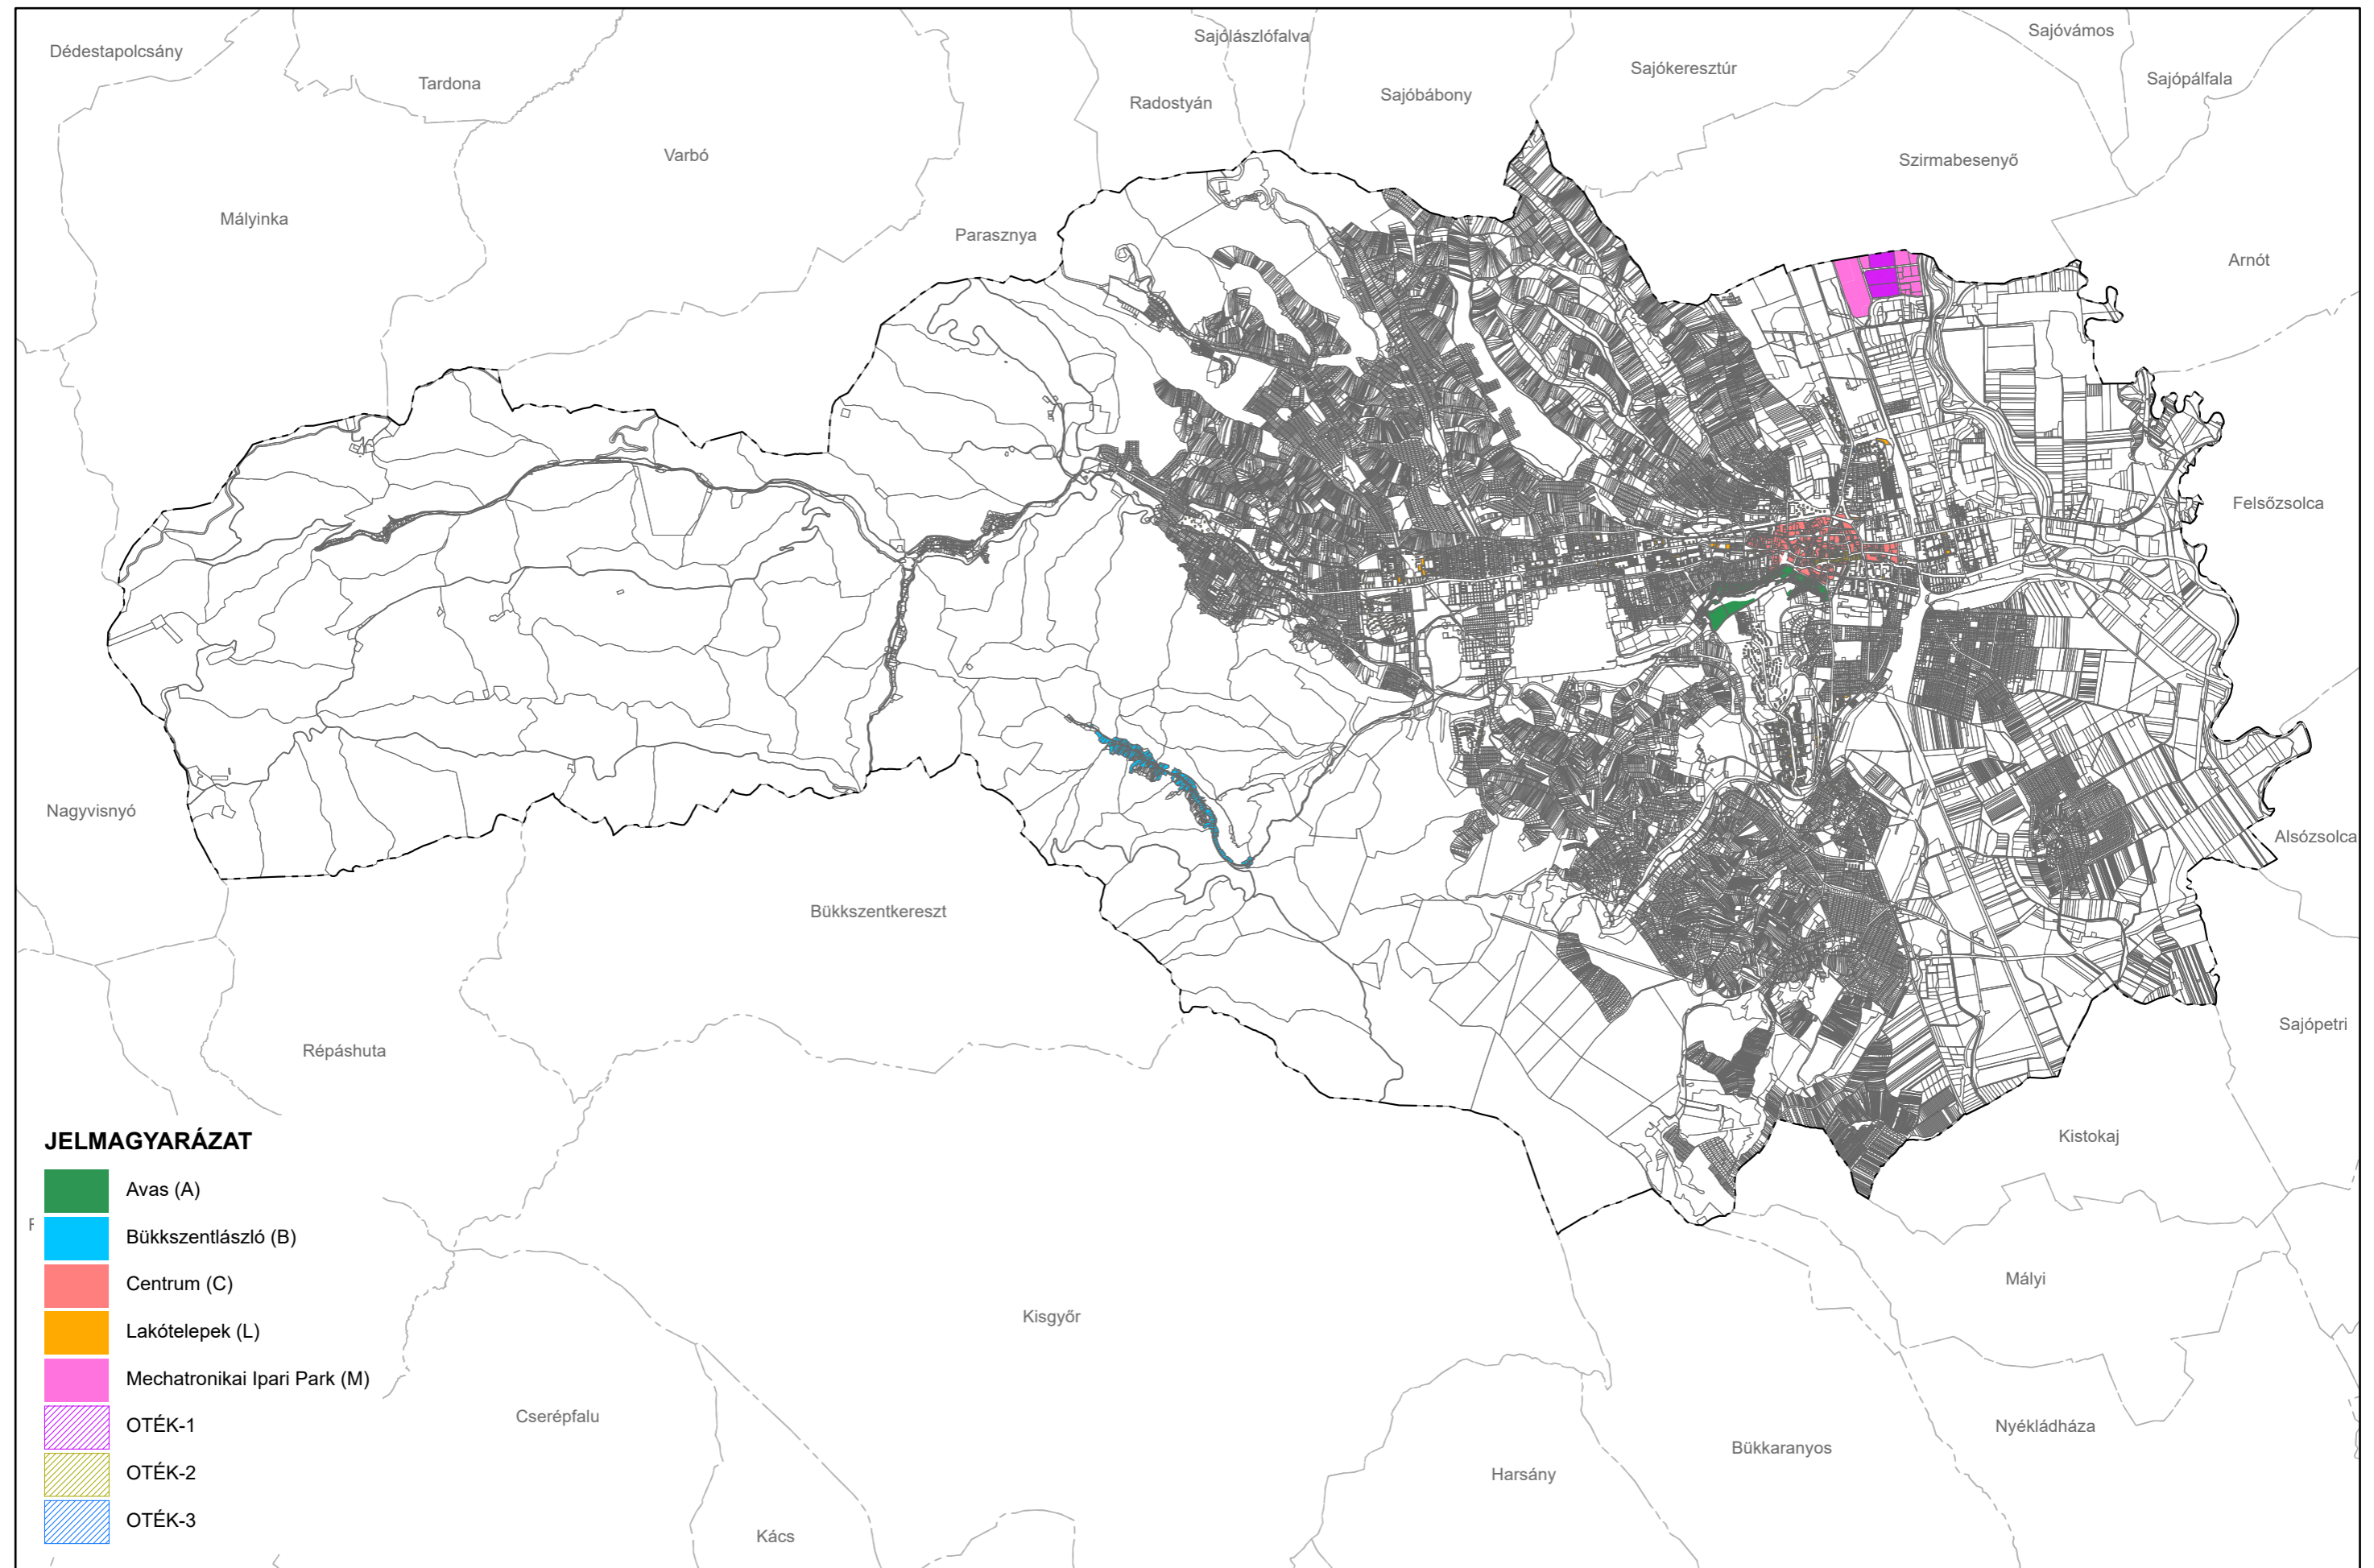 Dédestapolcsány
Tardona
Sajólászlófalva
Sajóvámos
Sajókeresztúr
Sajópálfala
Radostyán
Sajóbábony
Varbó
Szirmabesenyő
Mályinka
Parasznya
Arnót
Felsőzsolca
Nagyvisnyó
Alsózsolca
Bükkszentkereszt
Sajópetri
Répáshuta
Kistokaj
JELMAGYARÁZAT
Avas (A)
Bükkszentlászló (B)
Centrum (C)
Lakótelepek (L)
Mechatronikai Ipari Park (M)
OTÉK-1
OTÉK-2
OTÉK-3
Mályi
Kisgyőr
Cserépfalu
Nyékládháza
Bükkaranyos
Harsány
Kács